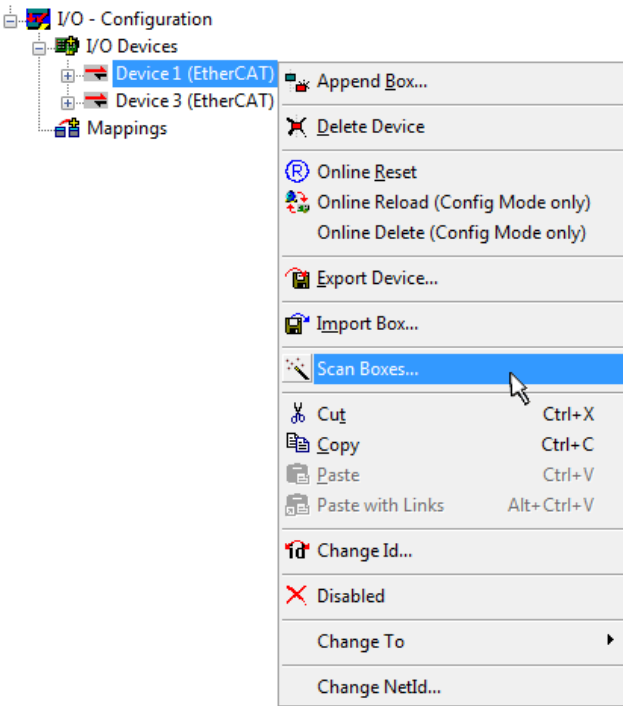 I/O - Configuration
I/O Devices
Device 1 (EtherCAT)
Device 3 (EtherCAT)
Mappings
Append Box...
Delete Device
Online Reset
Online Reload (Config Mode only)
Online Delete (Config Mode only)
Export Device...
Import Box...
Scan Boxes...
Cut Ctrl+X
Copy Ctrl+C
Paste Ctrl+V
Paste with Links Alt+Ctrl+V
Change Id...
Disabled
Change To
Change NetId...